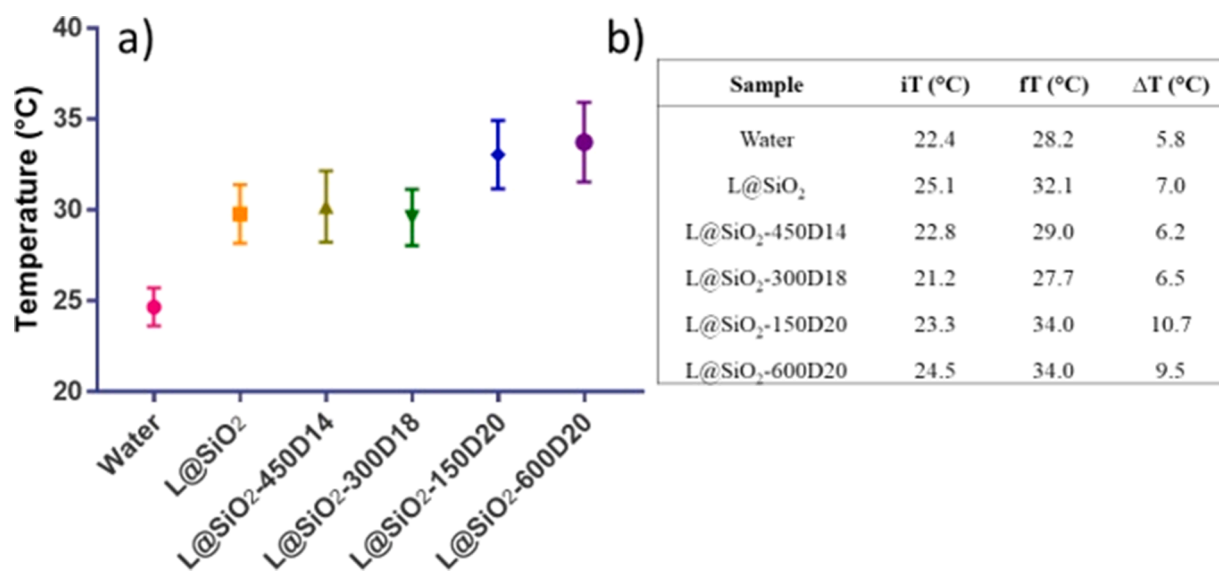 a)
Temperature (°C)
40
35
30
25
20
Water
L@SiO2
L@SiO2-450D14
L@SiO2-300D18
L@SiO2-150D20
L@SiO2-600D20
b)
Sample iT (°C) fT (°C) ΔT (°C)
Water 22.4 28.2 5.8
L@SiO2 25.1 32.1 7.0
L@SiO2-450D14 22.8 29.0 6.2
L@SiO2-300D18 21.2 27.7 6.5
L@SiO2-150D20 23.3 34.0 10.7
L@SiO2-600D20 24.5 34.0 9.5